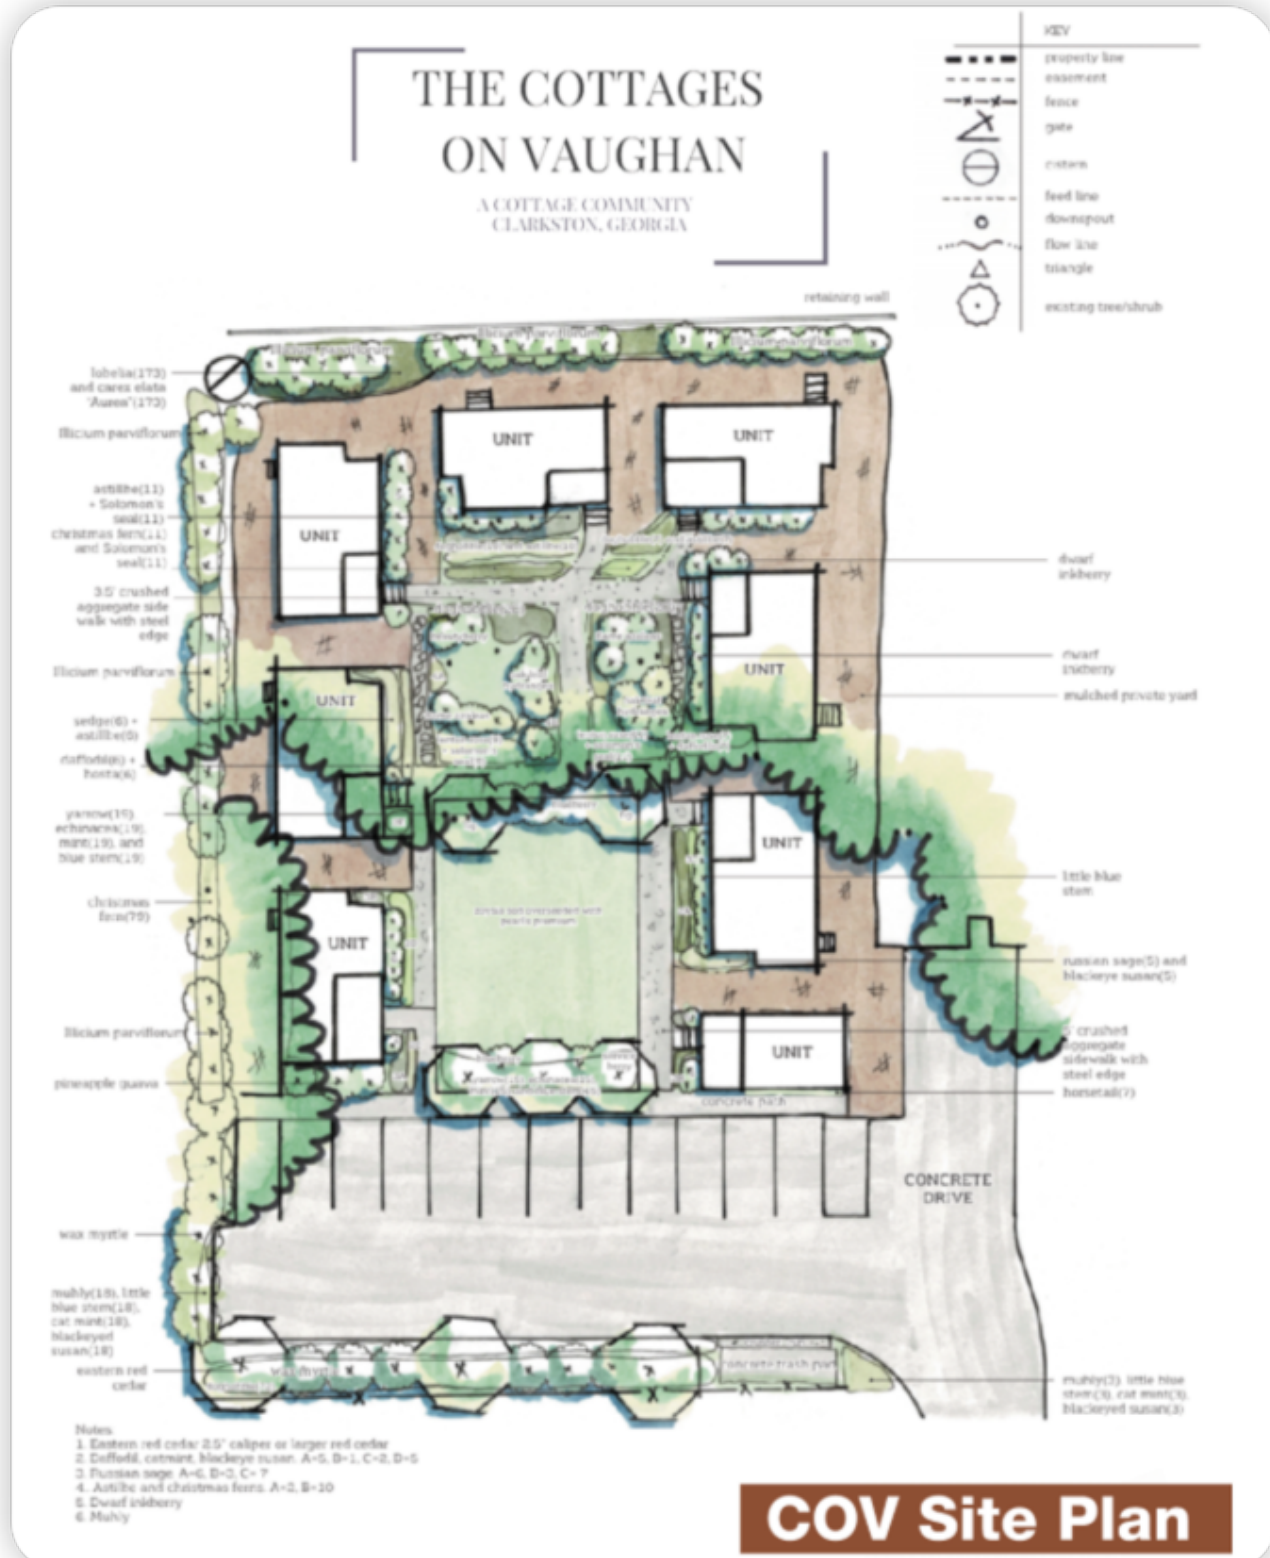 THE COTTAGES
ON VAUGHAN
A COTTAGE COMMUNITY
CLARKSTON, GEORGIA
KEY
property line
easement
fence
gate
cistern
feed line
downspout
flow line
triangle
existing tree/shrub
retaining wall
lobelia(173)
and carex elata
"Aurea"(173)
Illicium parviflorum
astilbe(11)
+ Solomon's
seal(11)
christmas fern(11)
and Solomon's
seal(11)
3.5' crushed
aggregate side
walk with steel
edge
Illicium parviflorum
sedge(6) +
astilbe(6)
daffodil(6) +
hosta(6)
yarrow(19),
echinacea(19),
mint(19), and
blue stem(19)
christmas
fern(79)
Illicium parviflorum
pineapple guava
wax myrtle
muhly(18), little
blue stem(18),
cat mint(18),
blackeyed
susan(18)
eastern red
cedar
UNIT
UNIT
UNIT
UNIT
UNIT
UNIT
UNIT
UNIT
dwarf
inkberry
dwarf
inkberry
mulched private yard
little blue
stem
russian sage(5) and
blackeye susan(5)
crushed
aggregate
sidewalk with
steel edge
horsetail(7)
concrete path
CONCRETE
DRIVE
wax myrtle
concrete trash pad
muhly(3), little blue
stem(3), cat mint(3),
blackeyed susan(3)
Notes:
1. Eastern red cedar 2.5" caliper or larger red cedar
2. Daffodil, catmint, blackeye susan. A=5, B=1, C=2, D=5
3. Russian sage. A=6, B=3, C= 7
4. Astilbe and christmas ferns. A=3, B=10
5. Dwarf inkberry
6. Muhly
COV Site Plan